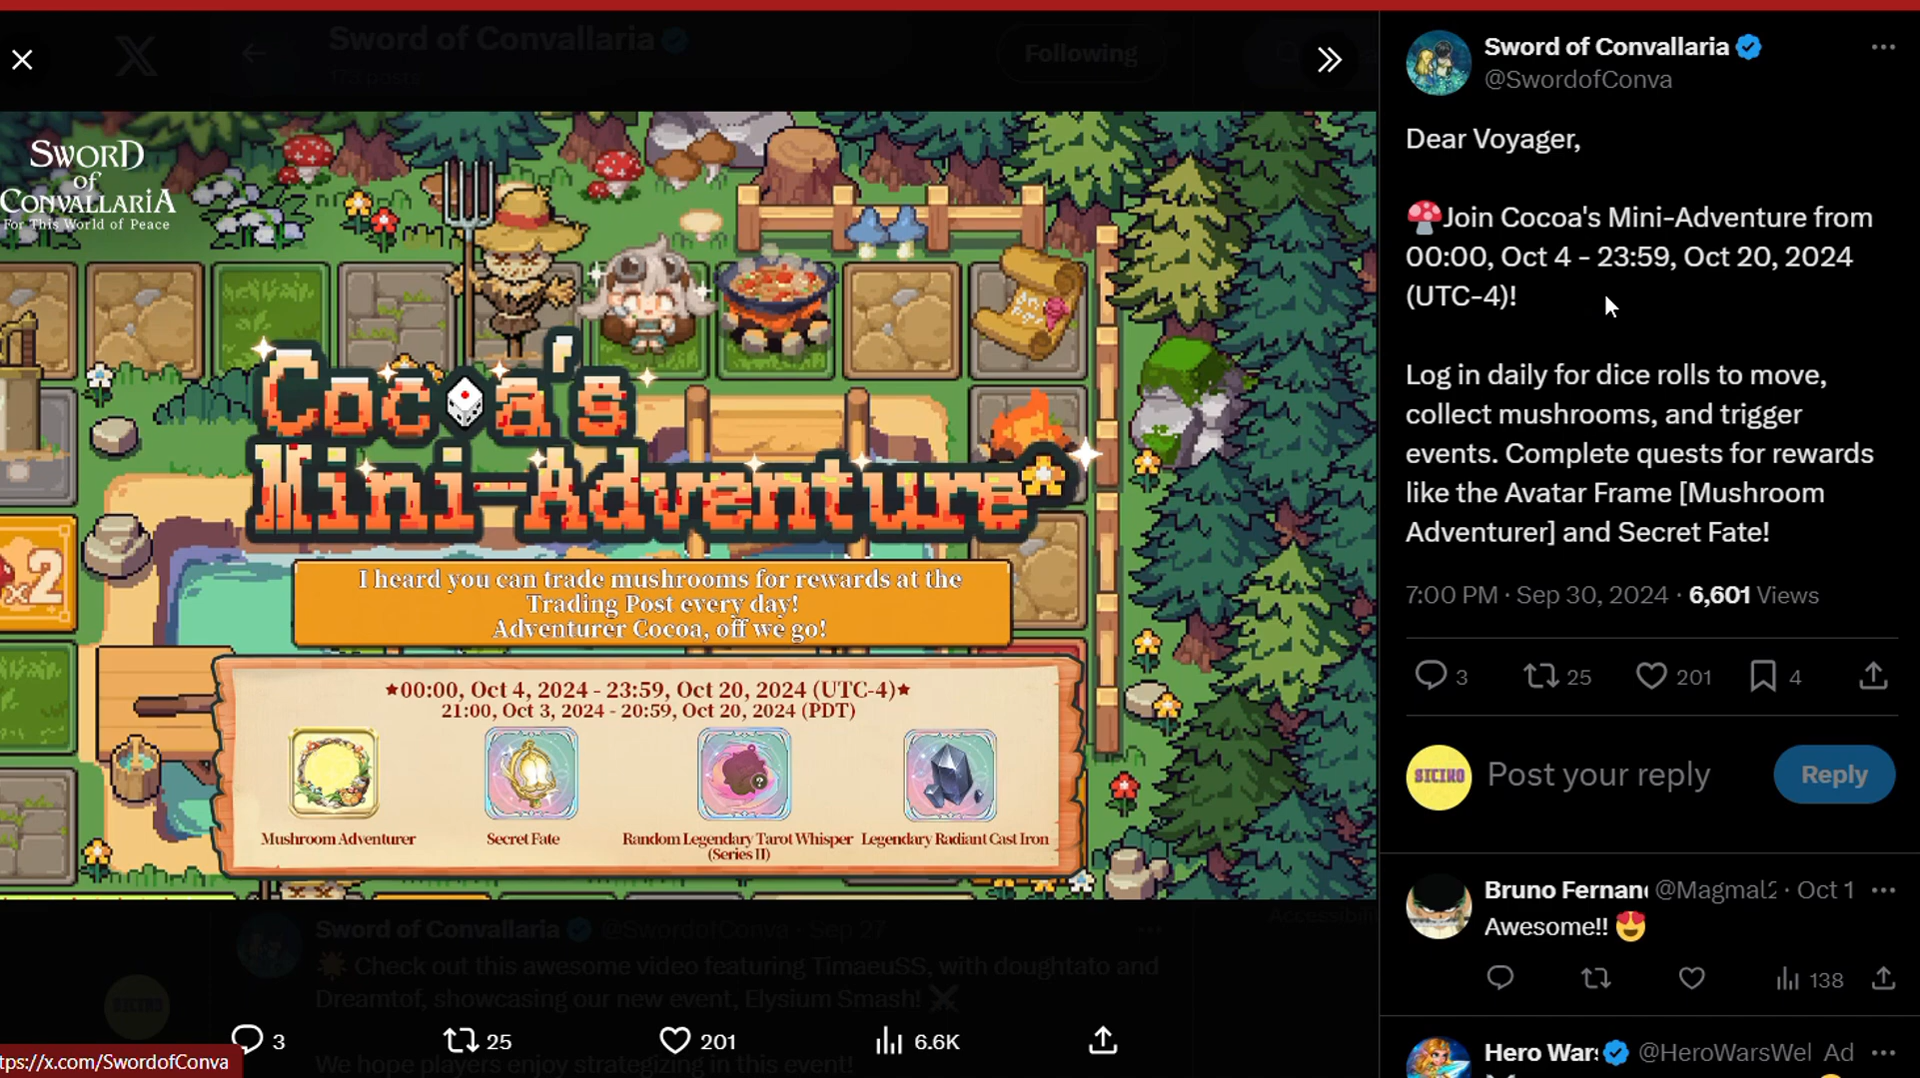 Sword of Convallaria
Following
SWORD
of
CONVALLARIA
For This World of Peace
Coca's
Mini-Adventure
x2
I heard you can trade mushrooms for rewards at the
Trading Post every day!
Adventurer Cocoa, off we go!
★00:00, Oct 4, 2024 - 23:59, Oct 20, 2024 (UTC-4)★
21:00, Oct 3, 2024 - 20:59, Oct 20, 2024 (PDT)
Mushroom Adventurer
Secret Fate
Random Legendary Tarot Whisper
(Series II)
Legendary Radiant Cast Iron
Sword of Convallaria @SwordofConva · Sep 27
Check out this awesome video featuring TimaeuSS, with doughtato and
Dreamtof, showcasing our new event, Elysium Smash!
We hope players enjoy strategizing in this event!
3
25
201
6.6K
tps://x.com/SwordofConva
Sword of Convallaria
@SwordofConva
Dear Voyager,
🍄Join Cocoa's Mini-Adventure from
00:00, Oct 4 - 23:59, Oct 20, 2024
(UTC-4)!
Log in daily for dice rolls to move,
collect mushrooms, and trigger
events. Complete quests for rewards
like the Avatar Frame [Mushroom
Adventurer] and Secret Fate!
7:00 PM · Sep 30, 2024 · 6,601 Views
3
25
201
4
SICIKO
Post your reply
Reply
Bruno Fernan @Magmal2 · Oct 1
Awesome!! 😍
138
Hero Wars @HeroWarsWel Ad